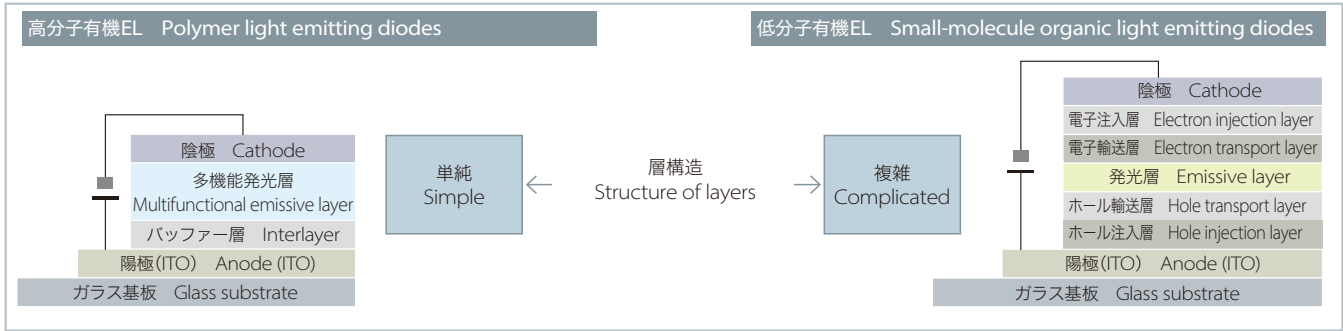 高分子有機EL Polymer light emitting diodes
陰極 Cathode
多機能発光層
Multifunctional emissive layer
バッファー層 Interlayer
陽極(ITO) Anode (ITO)
ガラス基板 Glass substrate
単純
Simple
層構造
Structure of layers
複雑
Complicated
低分子有機EL Small-molecule organic light emitting diodes
陰極 Cathode
電子注入層 Electron injection layer
電子輸送層 Electron transport layer
発光層 Emissive layer
ホール輸送層 Hole transport layer
ホール注入層 Hole injection layer
陽極(ITO) Anode (ITO)
ガラス基板 Glass substrate